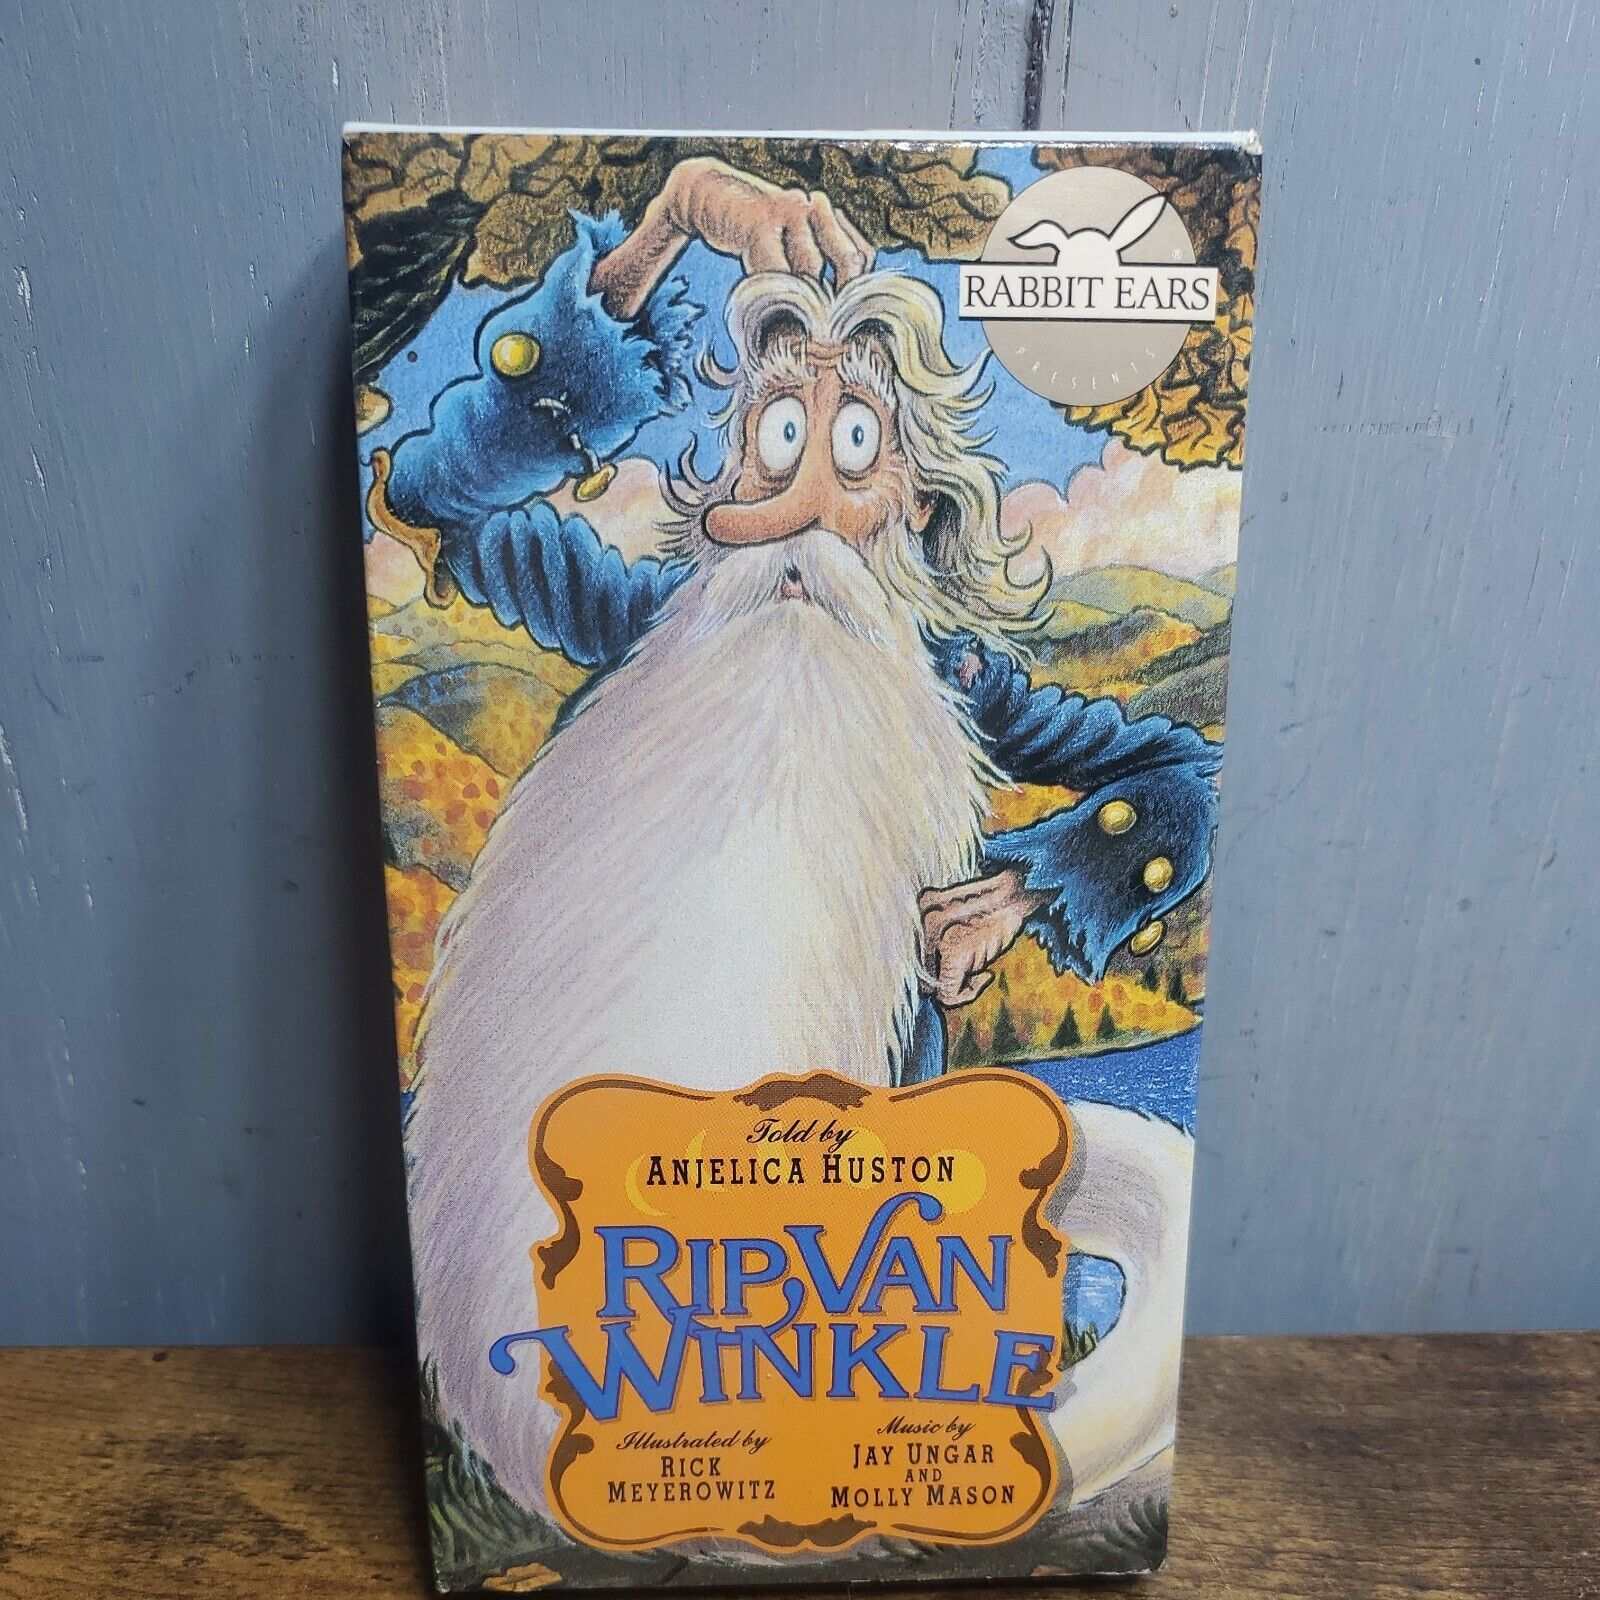 RABBIT EARS
®
PRESENTS
Told by
ANJELICA HUSTON
RIP VAN
WINKLE
Illustrated by
RICK
MEYEROWITZ
Music by
JAY UNGAR
AND
MOLLY MASON